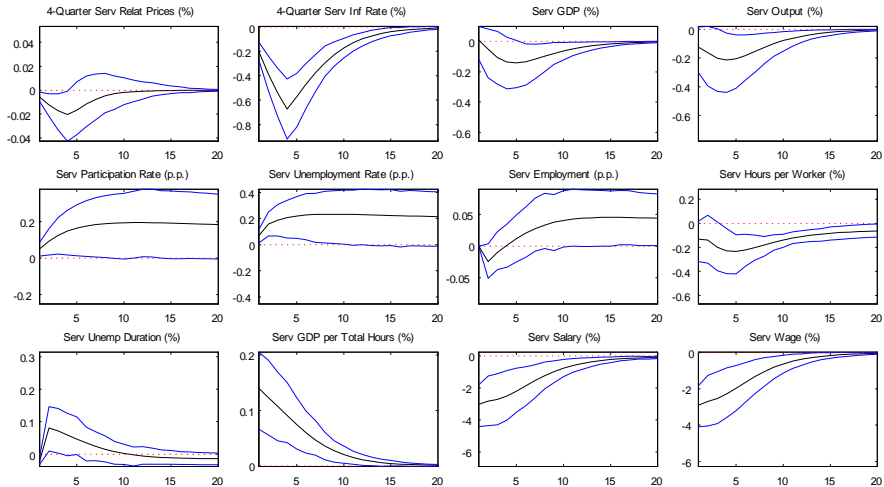 4-Quarter Serv Relat Prices (%)
4-Quarter Serv Inf Rate (%)
Serv GDP (%)
Serv Output (%)
0.04
0.02
0
-0.02
-0.04
5 10 15 20
0
-0.2
-0.4
-0.6
-0.8
5 10 15 20
0
-0.2
-0.4
-0.6
5 10 15 20
0
-0.2
-0.4
-0.6
5 10 15 20
Serv Participation Rate (p.p.)
Serv Unemployment Rate (p.p.)
Serv Employment (p.p.)
Serv Hours per Worker (%)
0.2
0
-0.2
5 10 15 20
0.4
0.2
0
-0.2
-0.4
5 10 15 20
0.05
0
-0.05
5 10 15 20
0.2
0
-0.2
-0.4
-0.6
5 10 15 20
Serv Unemp Duration (%)
Serv GDP per Total Hours (%)
Serv Salary (%)
Serv Wage (%)
0.3
0.2
0.1
0
5 10 15 20
0.2
0.1
0
5 10 15 20
0
-2
-4
-6
5 10 15 20
0
-2
-4
-6
5 10 15 20